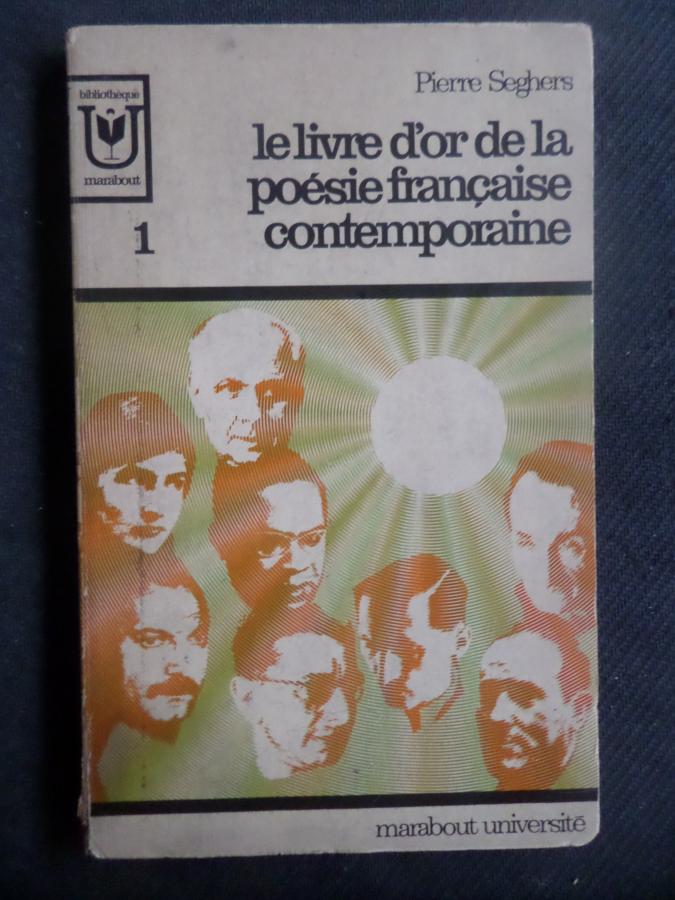 Pierre Seghers
bibliothèque
U
marabout
1
le livre d'or de la
poésie française
contemporaine
marabout université